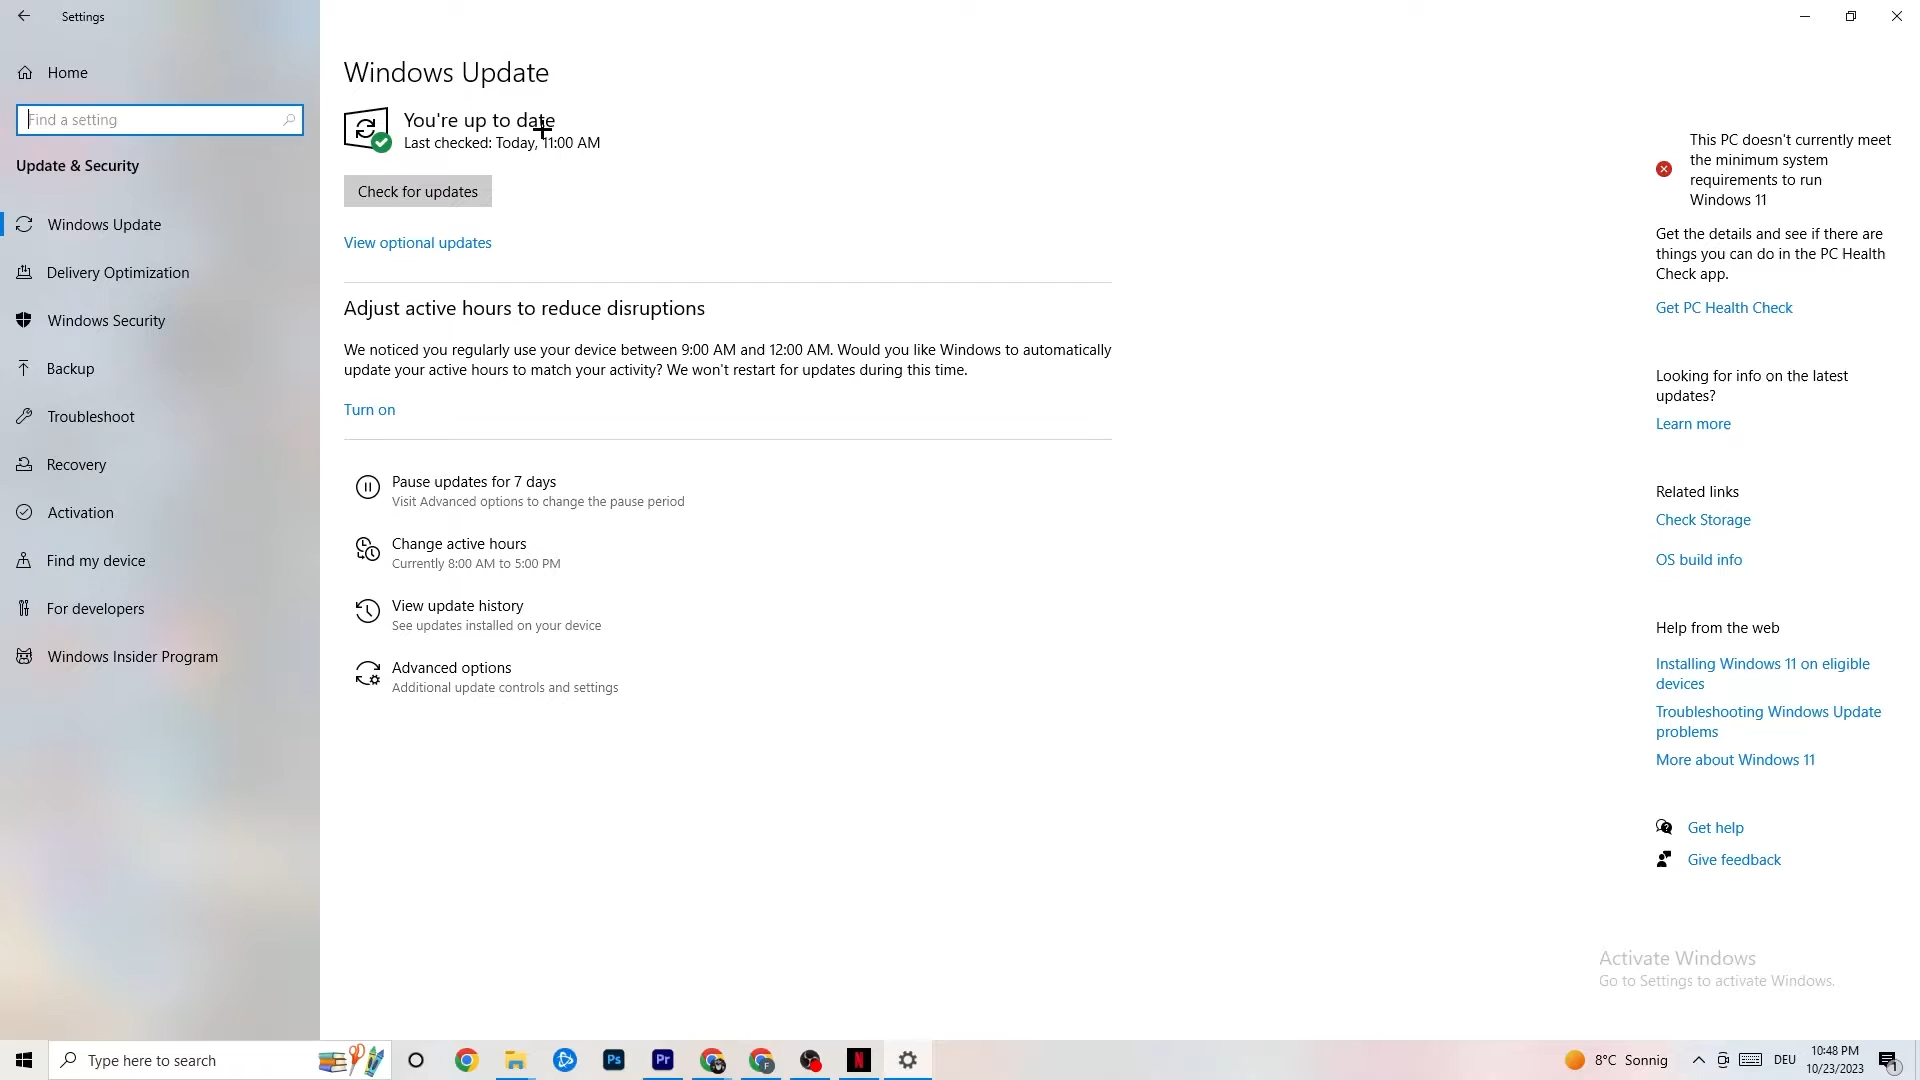 Settings
Home
Find a setting
Update & Security
Windows Update
Delivery Optimization
Windows Security
Backup
Troubleshoot
Recovery
Activation
Find my device
For developers
Windows Insider Program
Windows Update
You're up to date
Last checked: Today, 11:00 AM
Check for updates
View optional updates
Adjust active hours to reduce disruptions
We noticed you regularly use your device between 9:00 AM and 12:00 AM. Would you like Windows to automatically
update your active hours to match your activity? We won't restart for updates during this time.
Turn on
Pause updates for 7 days
Visit Advanced options to change the pause period
Change active hours
Currently 8:00 AM to 5:00 PM
View update history
See updates installed on your device
Advanced options
Additional update controls and settings
This PC doesn't currently meet
the minimum system
requirements to run
Windows 11
Get the details and see if there are
things you can do in the PC Health
Check app.
Get PC Health Check
Looking for info on the latest
updates?
Learn more
Related links
Check Storage
OS build info
Help from the web
Installing Windows 11 on eligible
devices
Troubleshooting Windows Update
problems
More about Windows 11
Get help
Give feedback
Activate Windows
Go to Settings to activate Windows.
Type here to search
Ps
Pr
F
N
8°C Sonnig
DEU
10:48 PM
10/23/2023
1